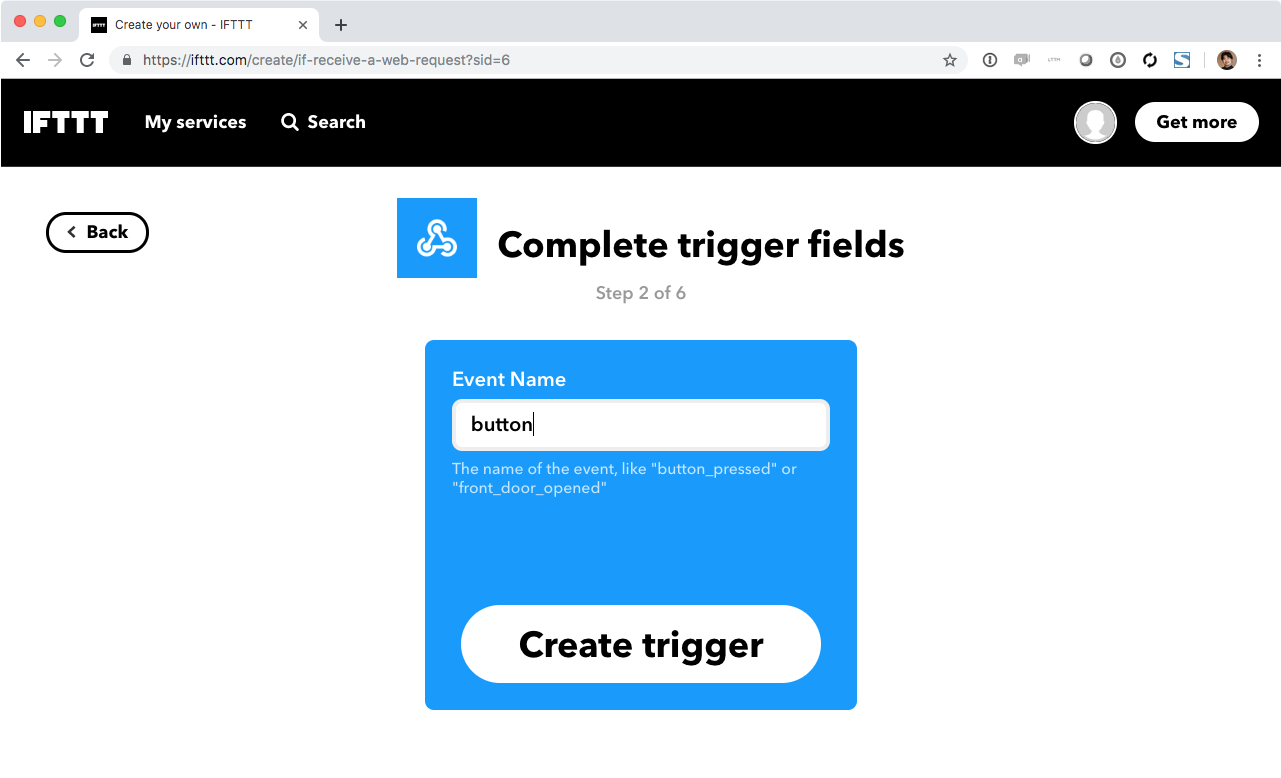 Create your own - IFTTT
https://ifttt.com/create/if-receive-a-web-request?sid=6
IFTTT
My services
Search
Get more
Back
Complete trigger fields
Step 2 of 6
Event Name
button
The name of the event, like "button_pressed" or
"front_door_opened"
Create trigger